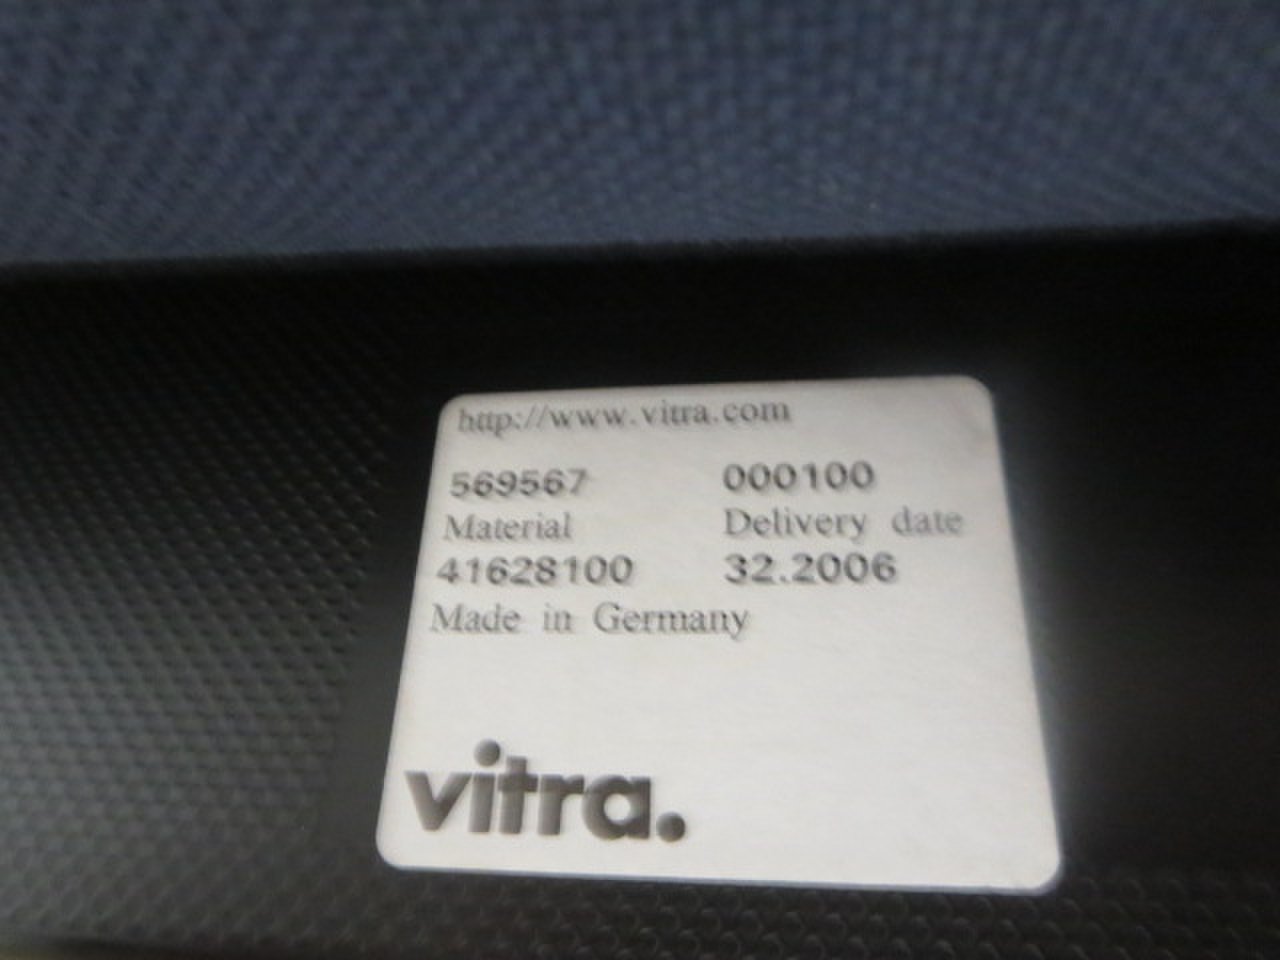 http://www.vitra.com
569567 000100
Material Delivery date
41628100 32.2006
Made in Germany
vitra.